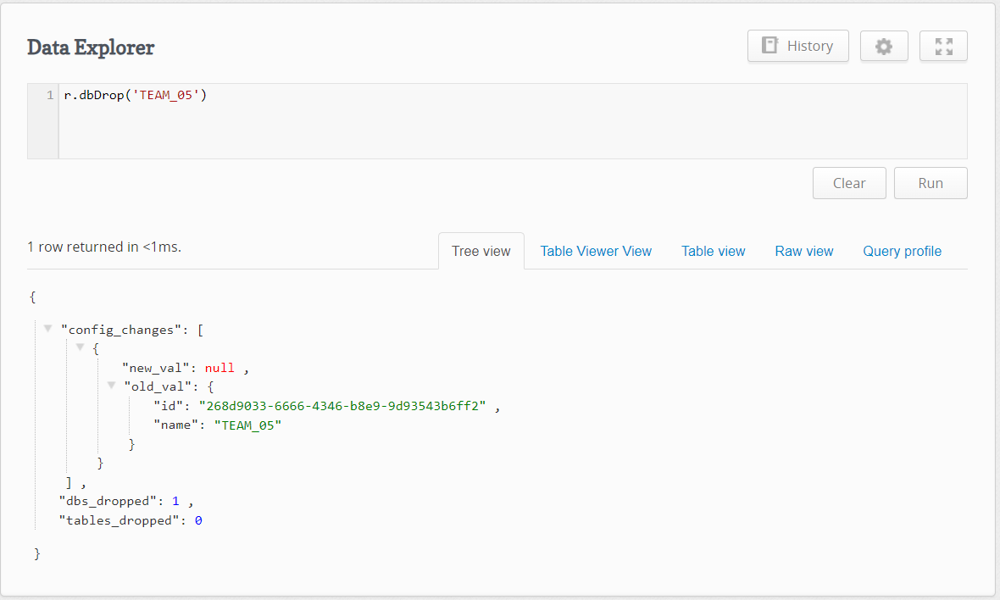 Data Explorer
History
1 r.dbDrop('TEAM_05')
Clear Run
1 row returned in <1ms.
Tree view Table Viewer View Table view Raw view Query profile
{
"config_changes": [
{
"new_val": null ,
"old_val": {
"id": "268d9033-6666-4346-b8e9-9d93543b6ff2" ,
"name": "TEAM_05"
}
}
] ,
"dbs_dropped": 1 ,
"tables_dropped": 0
}